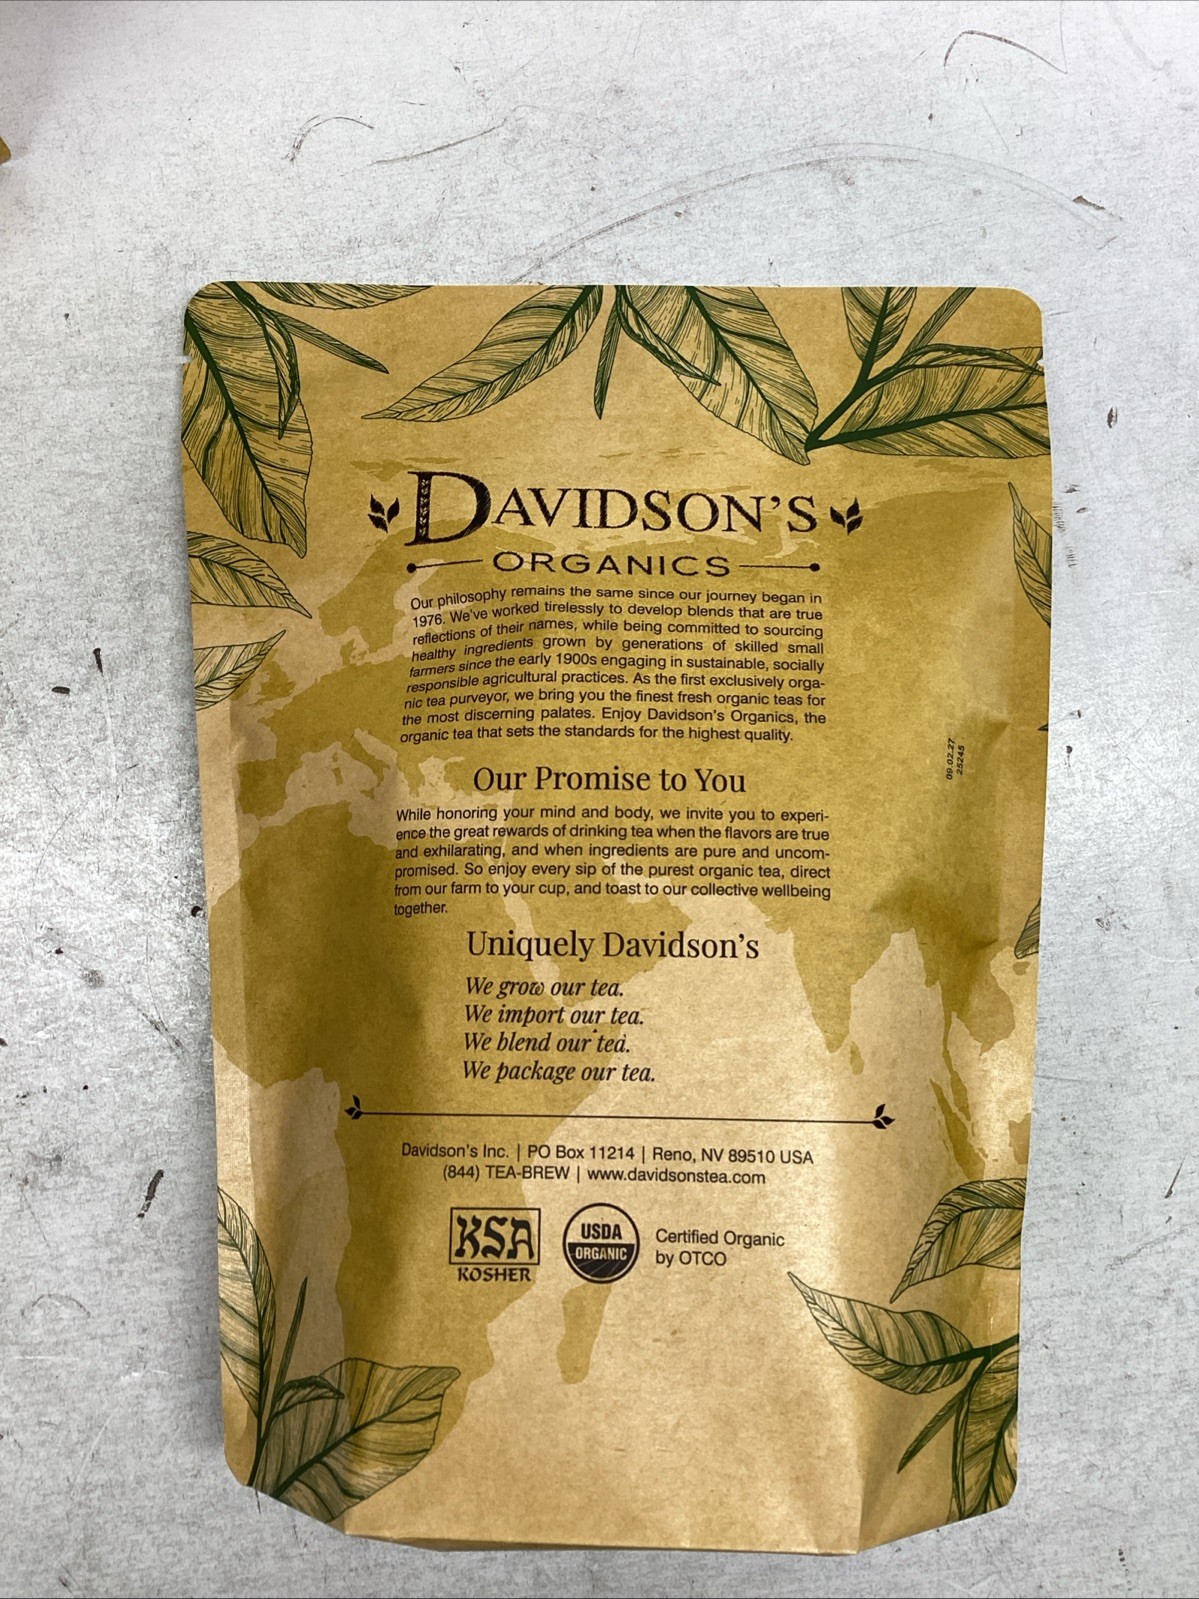 DAVIDSON'S
ORGANICS
Our philosophy remains the same since our journey began in
1976. We've worked tirelessly to develop blends that are true
reflections of their names, while being committed to sourcing
healthy ingredients grown by generations of skilled small
farmers since the early 1900s engaging in sustainable, socially
responsible agricultural practices. As the first exclusively orga-
nic tea purveyor, we bring you the finest fresh organic teas for
the most discerning palates. Enjoy Davidson's Organics, the
organic tea that sets the standards for the highest quality.
09.02.27
25245
Our Promise to You
While honoring your mind and body, we invite you to experi-
ence the great rewards of drinking tea when the flavors are true
and exhilarating, and when ingredients are pure and uncom-
promised. So enjoy every sip of the purest organic tea, direct
from our farm to your cup, and toast to our collective wellbeing
together.
Uniquely Davidson's
We grow our tea.
We import our tea.
We blend our tea.
We package our tea.
Davidson's Inc. | PO Box 11214 | Reno, NV 89510 USA
(844) TEA-BREW | www.davidsonstea.com
KSA
KOSHER
USDA
ORGANIC
Certified Organic
by OTCO